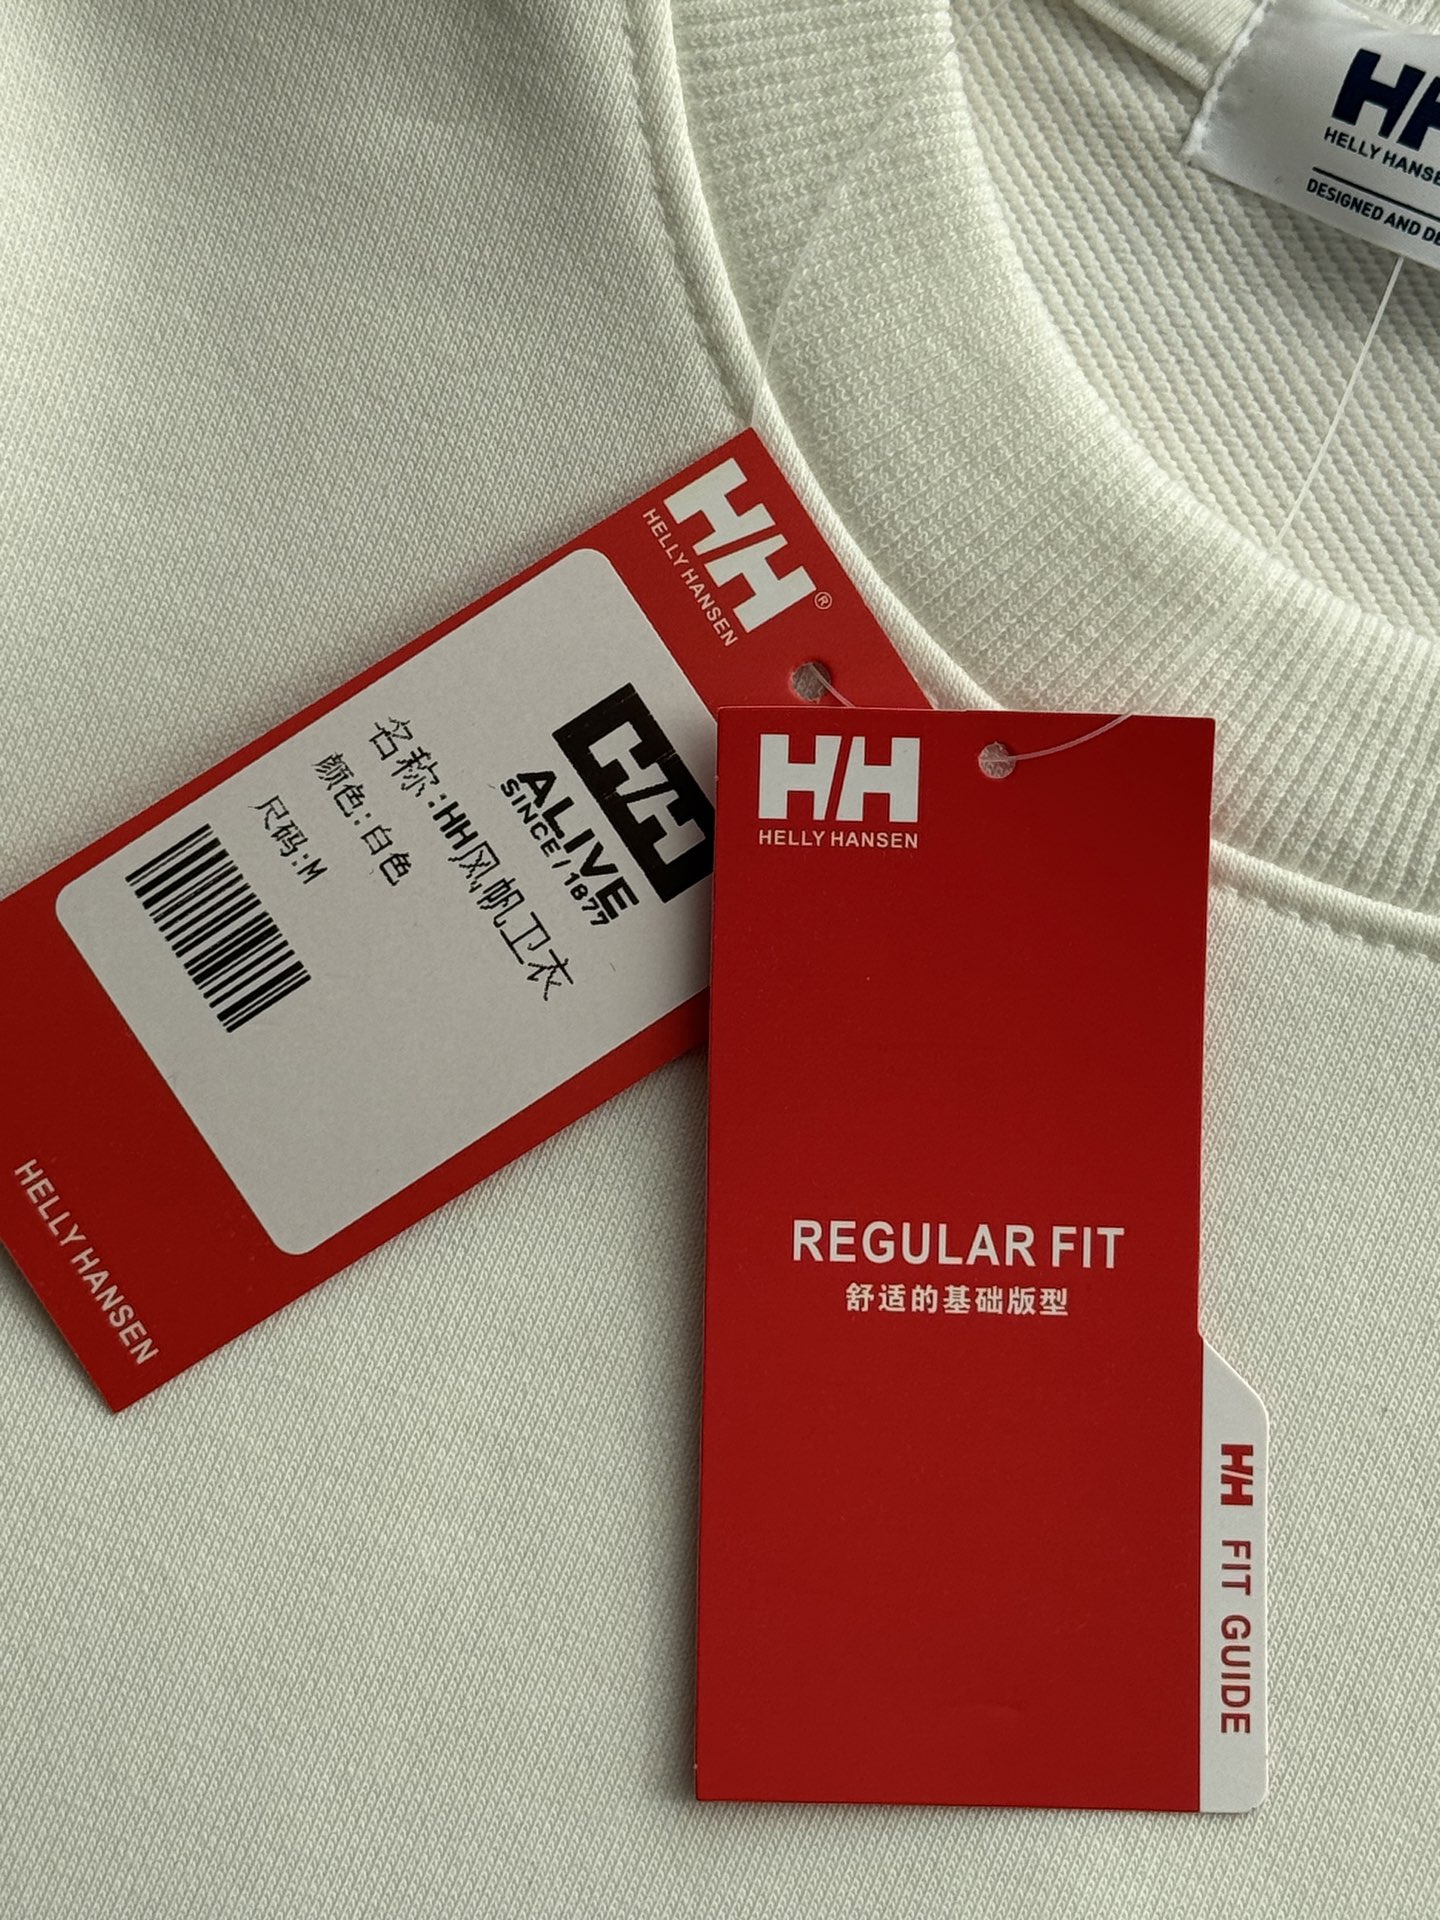 HH
HELLY HANSEN
DESIGNED AND
HH®
HELLY HANSEN
HH
ALIVE
SINCE/1877
名称:HH风帆卫衣
颜色:白色
尺码:M
HELLY HANSEN
HH
HELLY HANSEN
REGULAR FIT
舒适的基础版型
HH FIT GUIDE